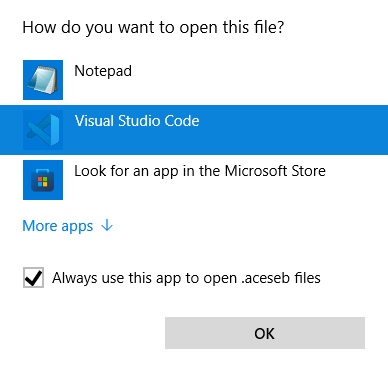 How do you want to open this file?
Notepad
Visual Studio Code
Look for an app in the Microsoft Store
More apps ↓
Always use this app to open .aceseb files
OK